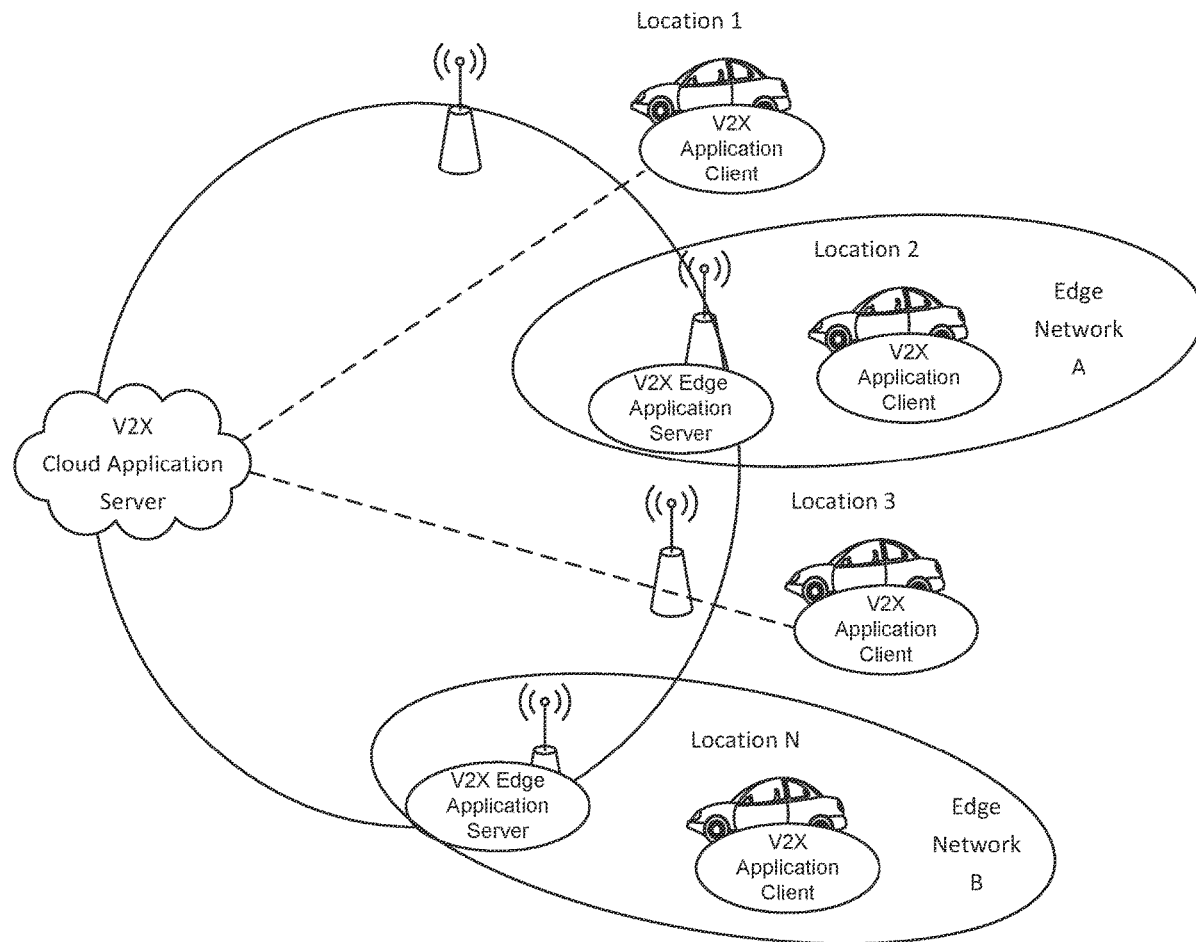 Location 1
V2X
Application
Client
Location 2
Edge
Network
A
V2X
Application
Client
V2X Edge
Application
Server
V2X
Cloud Application
Server
Location 3
V2X
Application
Client
Location N
V2X Edge
Application
Server
Edge
Network
B
V2X
Application
Client